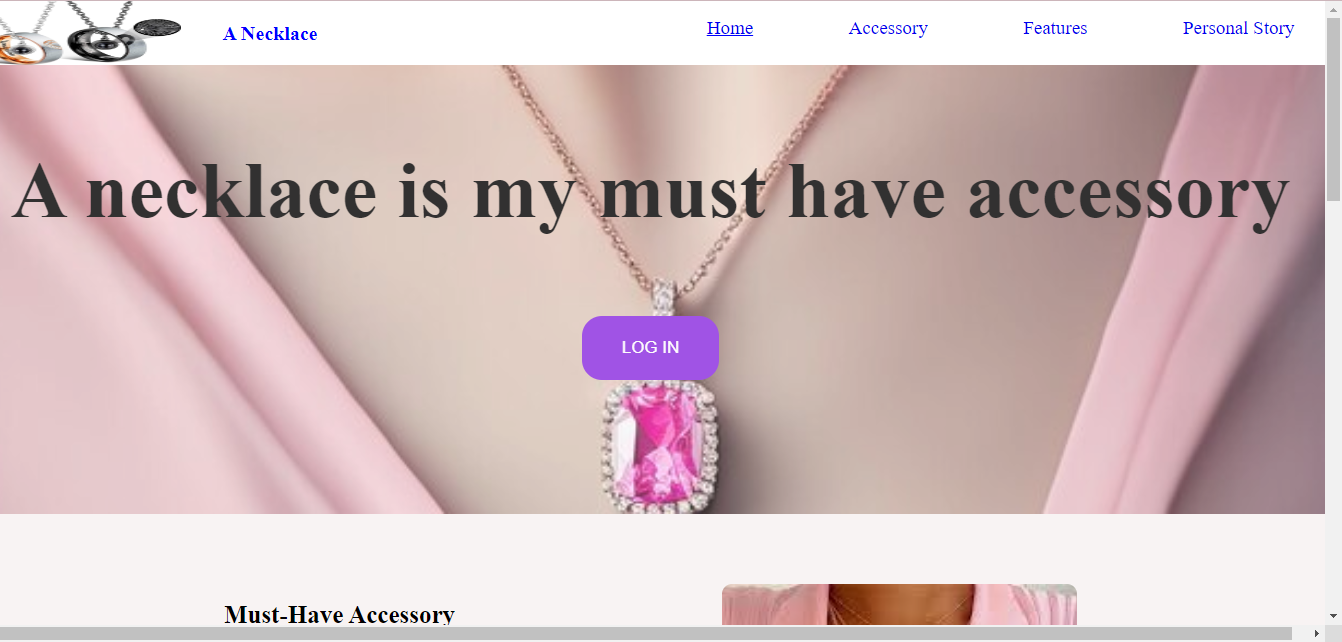 A Necklace
Home
Accessory
Features
Personal Story
A necklace is my must have accessory
LOG IN
Must-Have Accessory